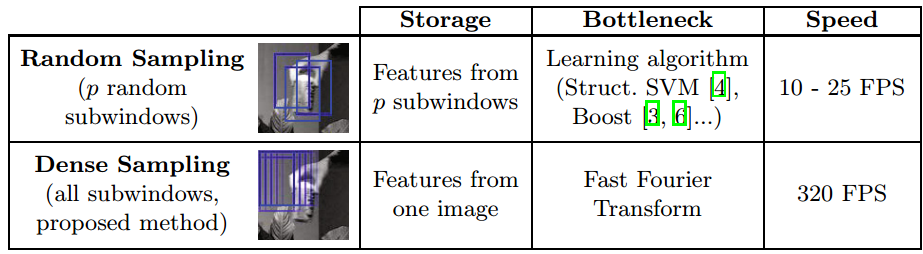 Storage Bottleneck Speed
Random Sampling
(p random
subwindows)
Features from
p subwindows
Learning algorithm
(Struct. SVM [4],
Boost [3, 6]...)
10 - 25 FPS
Dense Sampling
(all subwindows,
proposed method)
Features from
one image
Fast Fourier
Transform
320 FPS